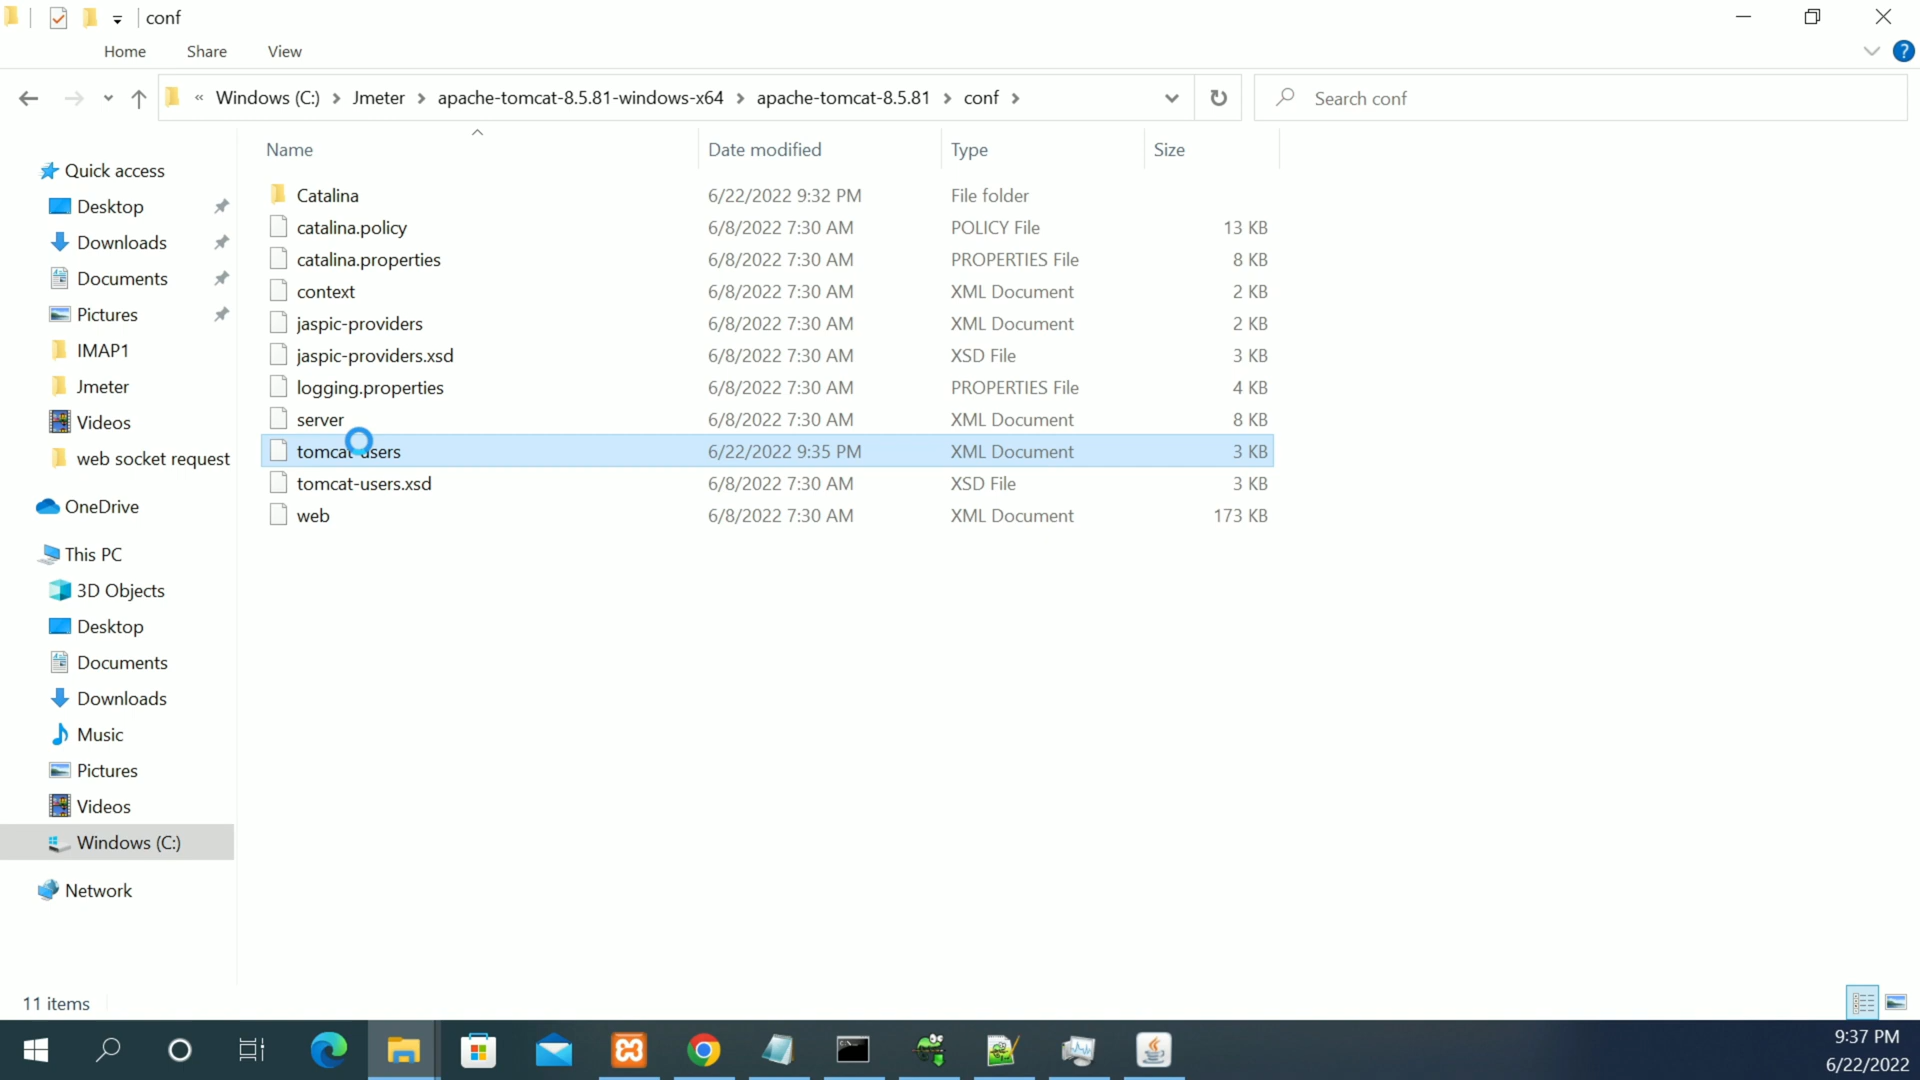 conf
Home Share View
« Windows (C:) › Jmeter › apache-tomcat-8.5.81-windows-x64 › apache-tomcat-8.5.81 › conf ›
Search conf
Name Date modified Type Size
Quick access
Desktop
Downloads
Documents
Pictures
IMAP1
Jmeter
Videos
web socket request
OneDrive
This PC
3D Objects
Desktop
Documents
Downloads
Music
Pictures
Videos
Windows (C:)
Network
Catalina 6/22/2022 9:32 PM File folder
catalina.policy 6/8/2022 7:30 AM POLICY File 13 KB
catalina.properties 6/8/2022 7:30 AM PROPERTIES File 8 KB
context 6/8/2022 7:30 AM XML Document 2 KB
jaspic-providers 6/8/2022 7:30 AM XML Document 2 KB
jaspic-providers.xsd 6/8/2022 7:30 AM XSD File 3 KB
logging.properties 6/8/2022 7:30 AM PROPERTIES File 4 KB
server 6/8/2022 7:30 AM XML Document 8 KB
tomcat-users 6/22/2022 9:35 PM XML Document 3 KB
tomcat-users.xsd 6/8/2022 7:30 AM XSD File 3 KB
web 6/8/2022 7:30 AM XML Document 173 KB
11 items
9:37 PM
6/22/2022